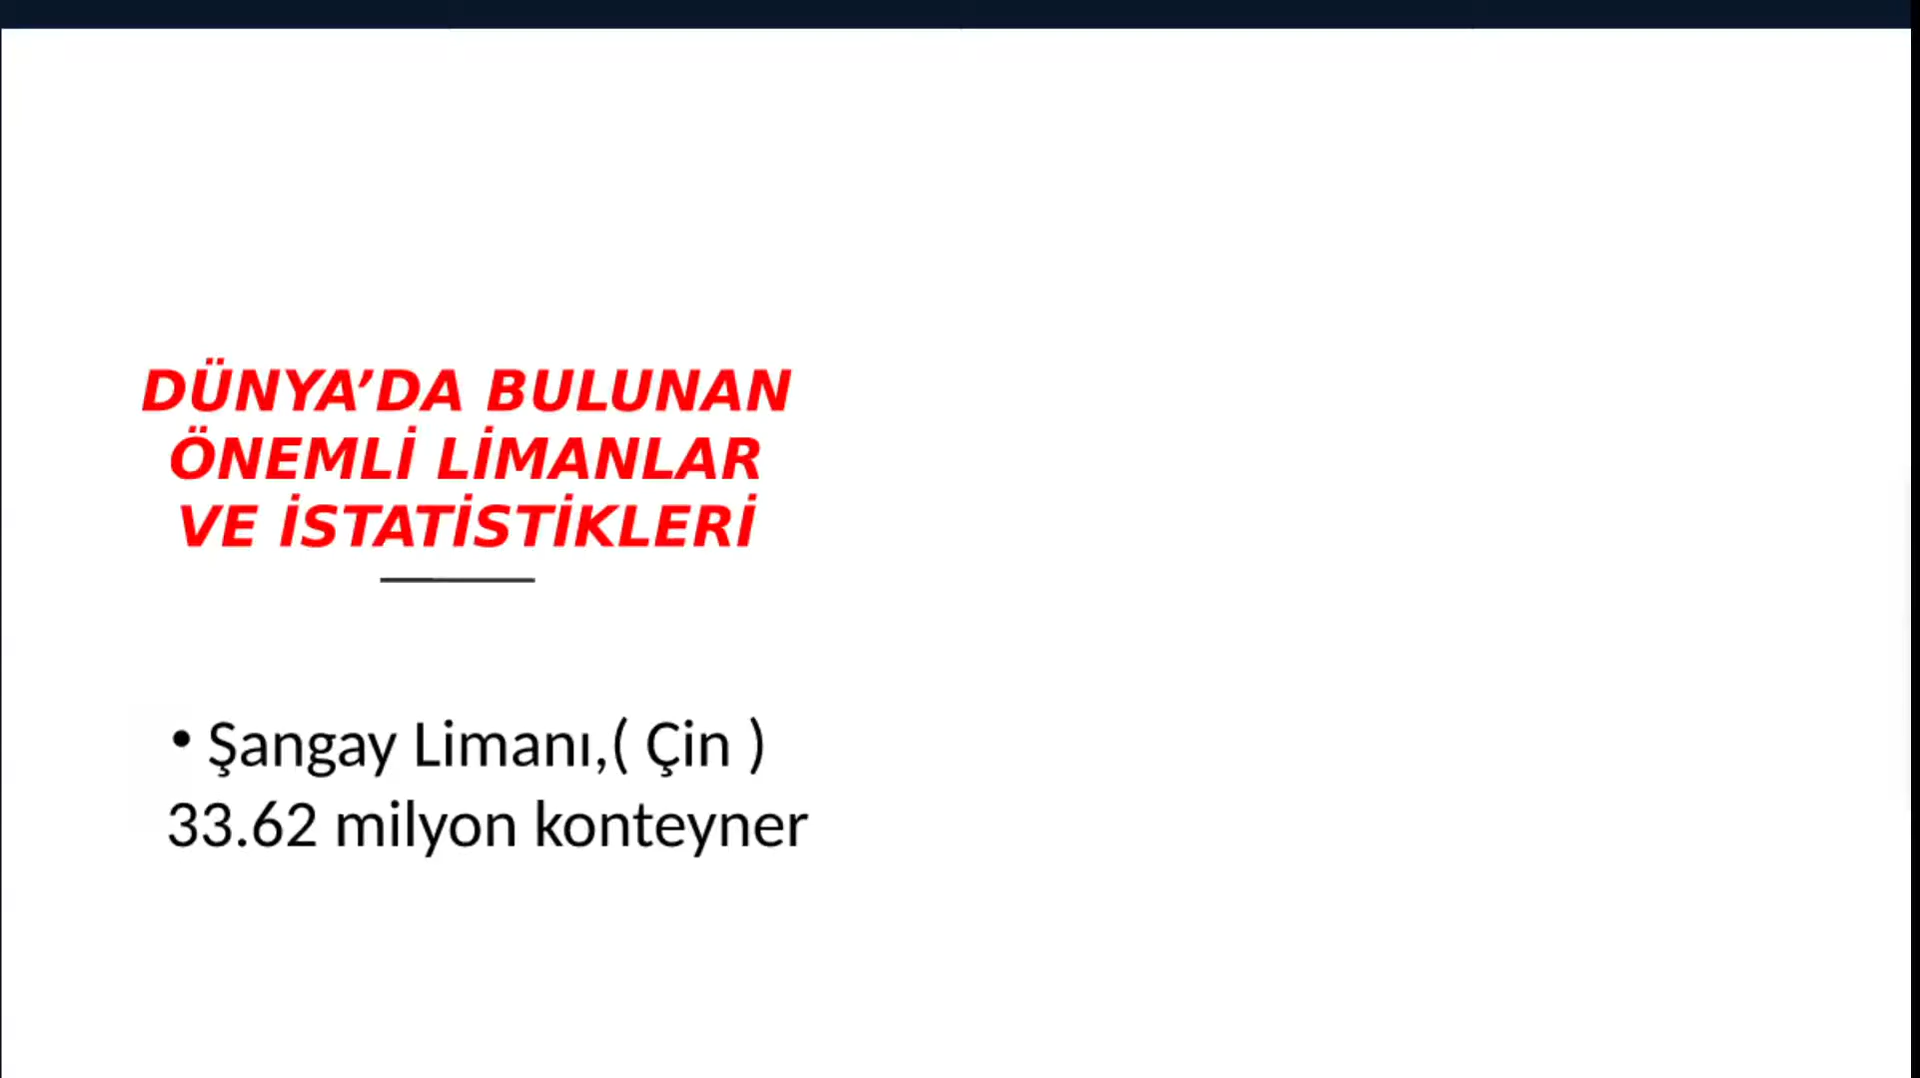 DÜNYA’DA BULUNAN
ÖNEMLİ LİMANLAR
VE İSTATİSTİKLERİ
• Şangay Limanı,( Çin )
33.62 milyon konteyner